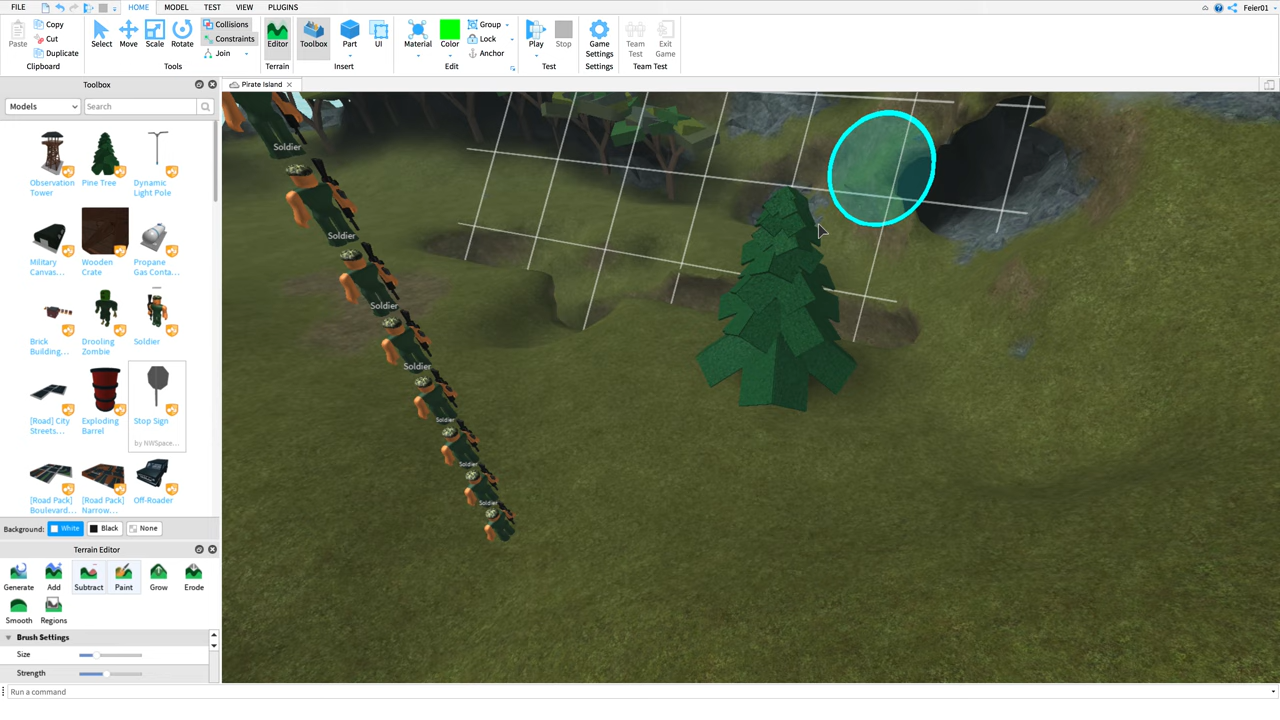 FILE HOME MODEL TEST VIEW PLUGINS Feier01
Paste Copy Cut Duplicate Select Move Scale Rotate Collisions Constraints Join Editor Toolbox Part UI Material Color Group Lock Anchor Play Stop Game Settings Team Test Exit Game
Clipboard Tools Terrain Insert Edit Test Settings Team Test
Toolbox
Pirate Island
Models Search
Observation Tower
Pine Tree
Dynamic Light Pole
Military Canvas...
Wooden Crate
Propane Gas Conta...
Brick Building...
Drooling Zombie
Soldier
[Road] City Streets...
Exploding Barrel
Stop Sign
by NWSpace...
[Road Pack] Boulevard...
[Road Pack] Narrow...
Off-Roader
Background: White Black None
Terrain Editor
Generate Add Subtract Paint Grow Erode
Smooth Regions
Brush Settings
Size
Strength
Run a command
Soldier
Soldier
Soldier
Soldier
Soldier
Soldier
Soldier